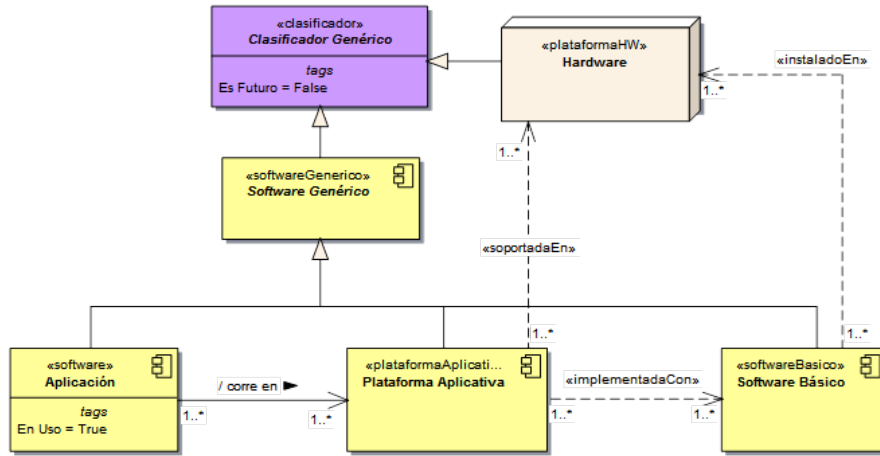 «clasificador»
Clasificador Genérico
tags
Es Futuro = False
«plataformaHW»
Hardware
«instaladoEn»
1..*
1..*
«softwareGenerico»
Software Genérico
«soportadaEn»
1..*
1..*
«software»
Aplicación
tags
En Uso = True
/ corre en
1..*
1..*
«plataformaAplicati...
Plataforma Aplicativa
«implementadaCon»
1..*
1..*
«softwareBasico»
Software Básico